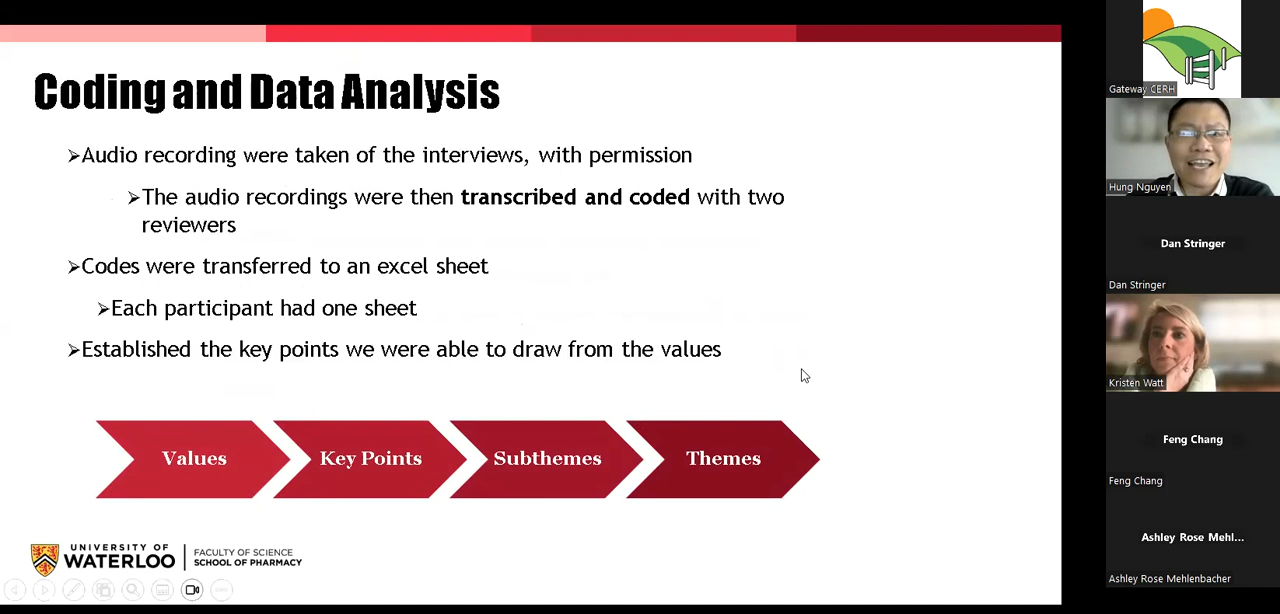 Coding and Data Analysis
➢Audio recording were taken of the interviews, with permission
➢The audio recordings were then transcribed and coded with two
reviewers
➢Codes were transferred to an excel sheet
➢Each participant had one sheet
➢Established the key points we were able to draw from the values
Values
Key Points
Subthemes
Themes
UNIVERSITY OF
WATERLOO
FACULTY OF SCIENCE
SCHOOL OF PHARMACY
Gateway CERH
Hung Nguyen
Dan Stringer
Dan Stringer
Kristen Watt
Feng Chang
Feng Chang
Ashley Rose Mehl...
Ashley Rose Mehlenbacher